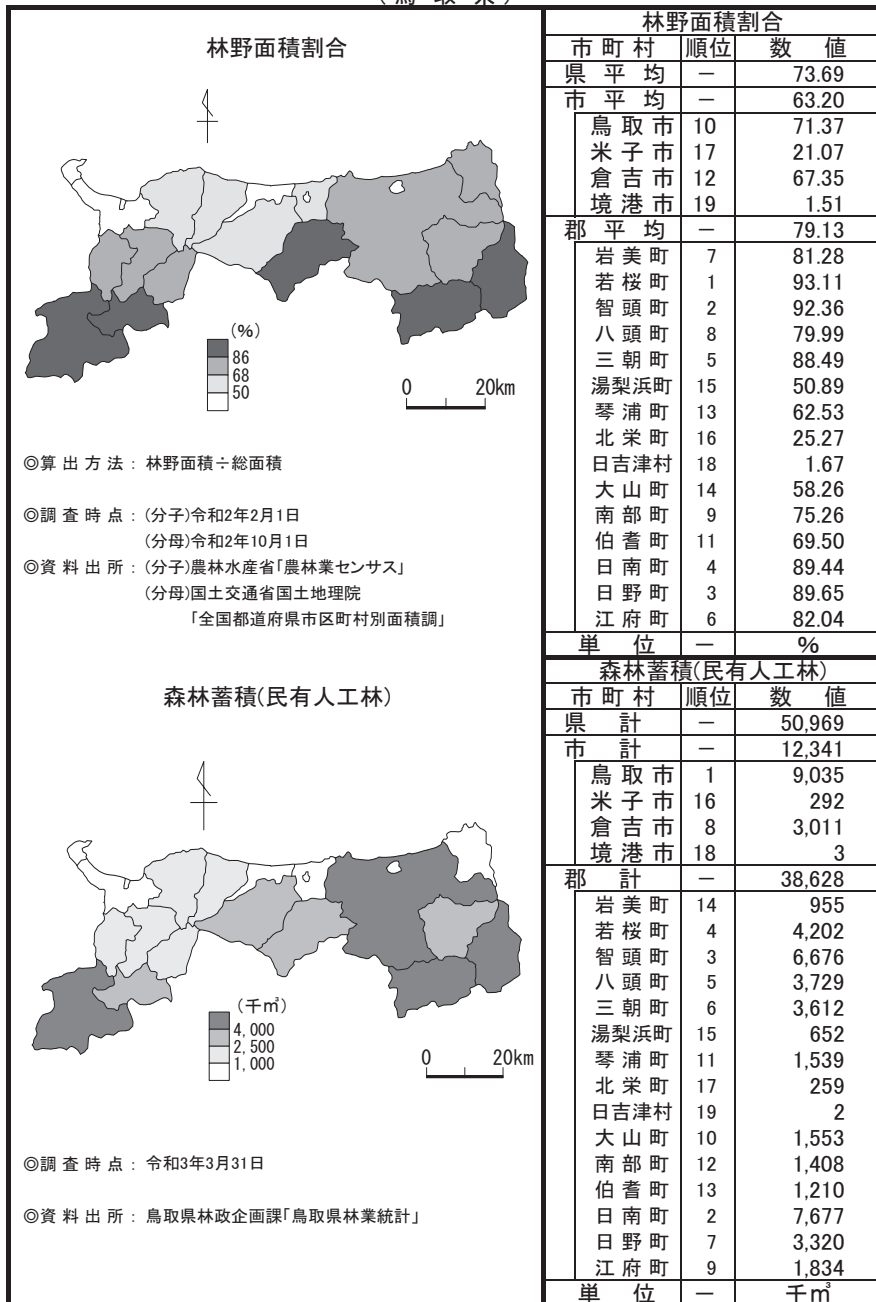 林野面積割合
(%)
86
68
50
0 20km
◎算出方法：林野面積÷総面積
◎調査時点：(分子)令和2年2月1日
(分母)令和2年10月1日
◎資料出所：(分子)農林水産省「農林業センサス」
(分母)国土交通省国土地理院
「全国都道府県市区町村別面積調」
林野面積割合
市町村 順位 数値
県平均 － 73.69
市平均 － 63.20
鳥取市 10 71.37
米子市 17 21.07
倉吉市 12 67.35
境港市 19 1.51
郡平均 － 79.13
岩美町 7 81.28
若桜町 1 93.11
智頭町 2 92.36
八頭町 8 79.99
三朝町 5 88.49
湯梨浜町 15 50.89
琴浦町 13 62.53
北栄町 16 25.27
日吉津村 18 1.67
大山町 14 58.26
南部町 9 75.26
伯耆町 11 69.50
日南町 4 89.44
日野町 3 89.65
江府町 6 82.04
単位 － %
森林蓄積(民有人工林)
(千㎥)
4,000
2,500
1,000
0 20km
◎調査時点：令和3年3月31日
◎資料出所：鳥取県林政企画課「鳥取県林業統計」
森林蓄積(民有人工林)
市町村 順位 数値
県計 － 50,969
市計 － 12,341
鳥取市 1 9,035
米子市 16 292
倉吉市 8 3,011
境港市 18 3
郡計 － 38,628
岩美町 14 955
若桜町 4 4,202
智頭町 3 6,676
八頭町 5 3,729
三朝町 6 3,612
湯梨浜町 15 652
琴浦町 11 1,539
北栄町 17 259
日吉津村 19 2
大山町 10 1,553
南部町 12 1,408
伯耆町 13 1,210
日南町 2 7,677
日野町 7 3,320
江府町 9 1,834
単位 － 千㎥